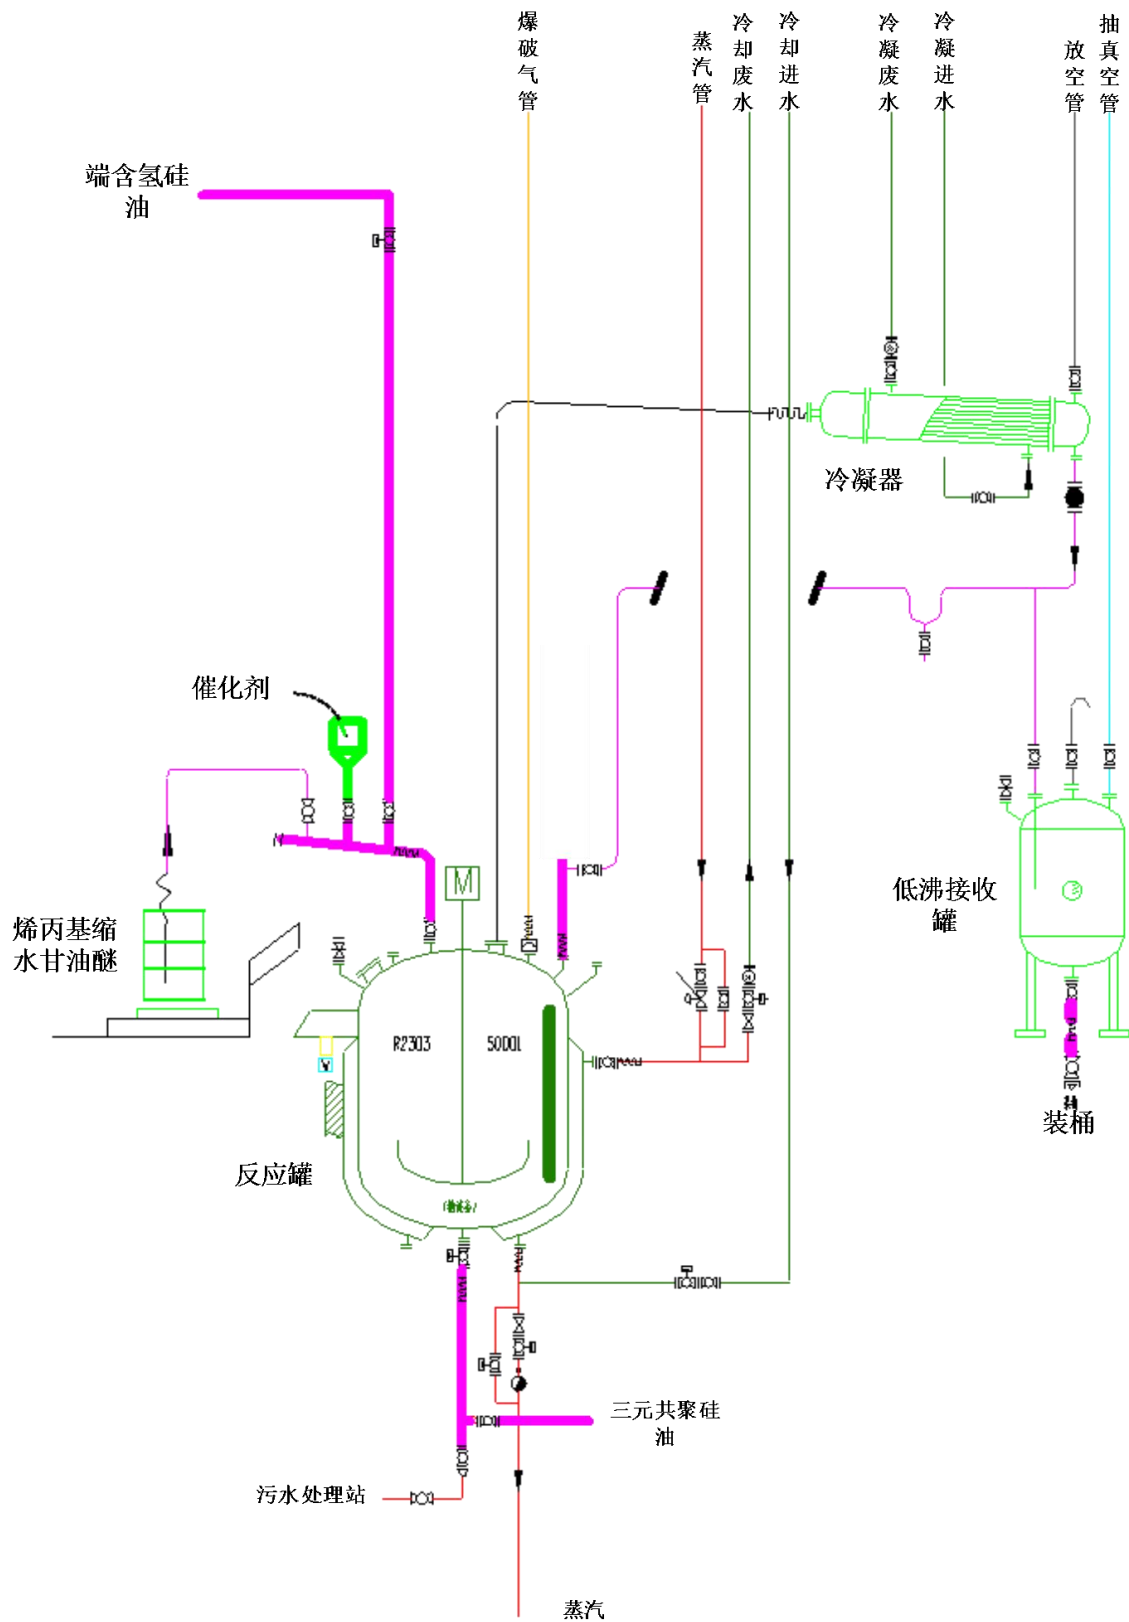 爆破气管
蒸汽管
冷却废水
冷却进水
冷凝废水
冷凝进水
放空管
抽真空管
端含氢硅
油
冷凝器
催化剂
M
低沸接收
罐
烯丙基缩
水甘油醚
R2303
5000L
装桶
反应罐
三元共聚硅
油
污水处理站
蒸汽